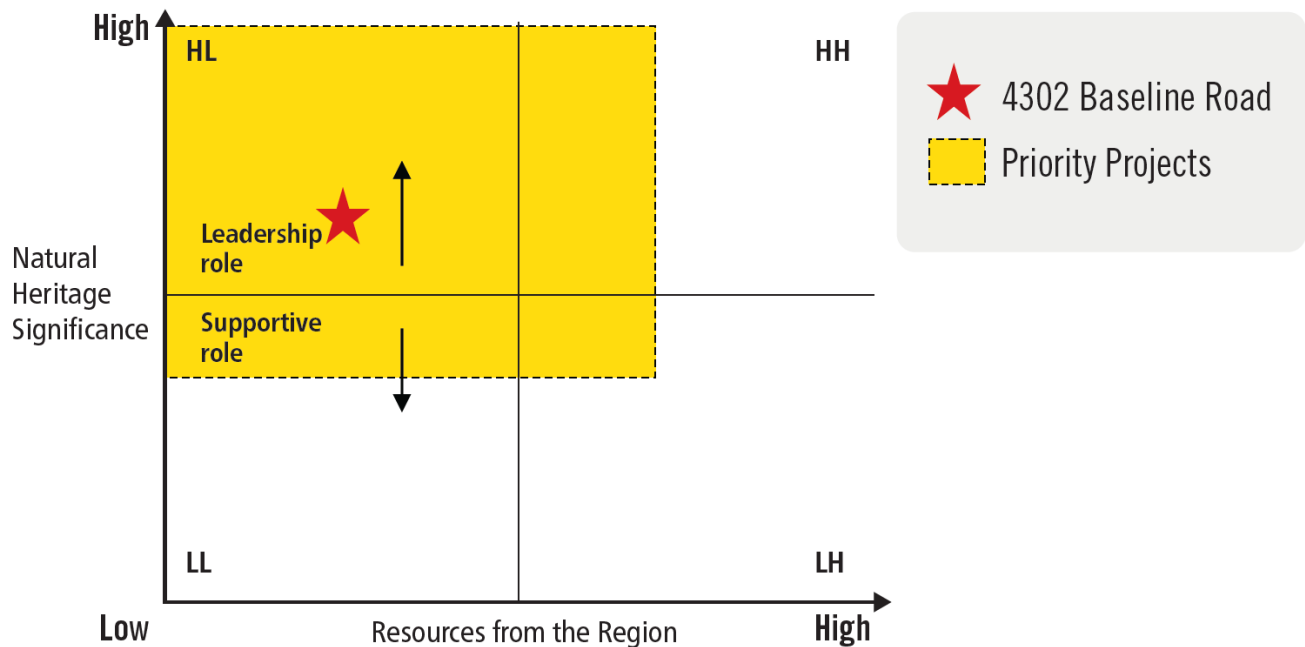 High
HL
HH
4302 Baseline Road
Priority Projects
Natural
Heritage
Significance
Leadership
role
Supportive
role
LL
LH
Low
Resources from the Region
High